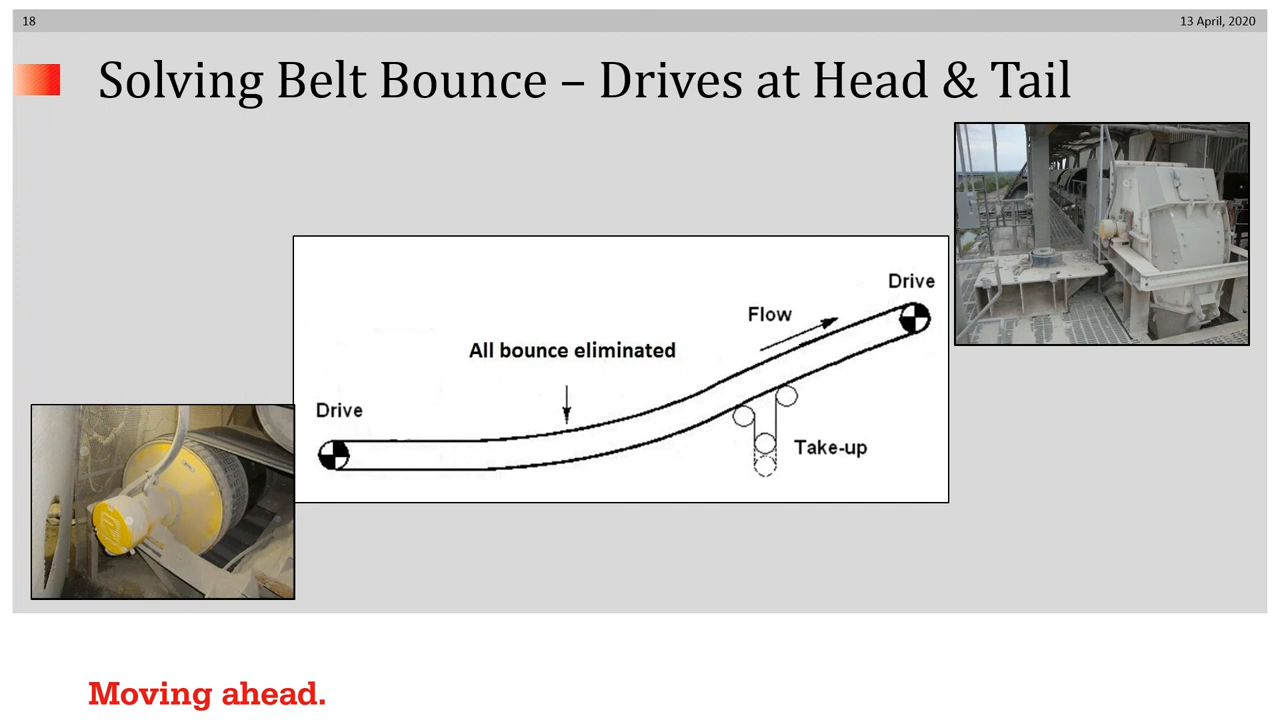 18
13 April, 2020
Solving Belt Bounce – Drives at Head & Tail
Drive
Flow
All bounce eliminated
Drive
Take-up
Moving ahead.